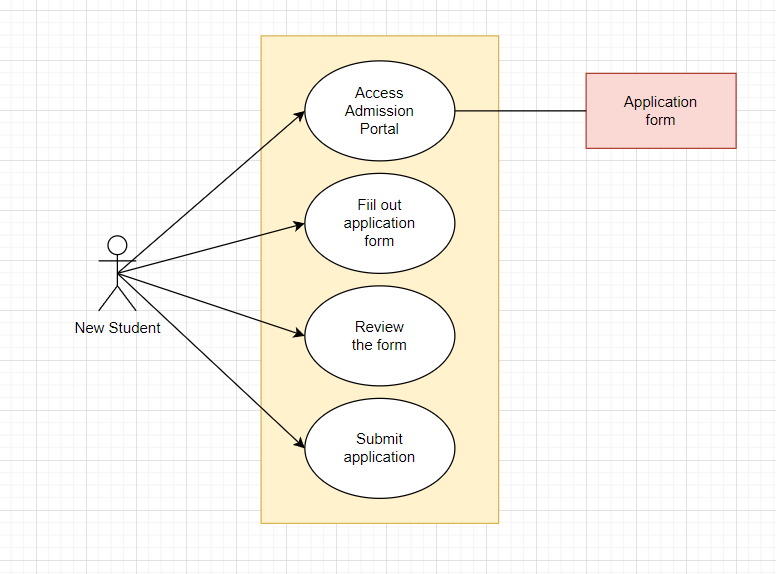 Access
Admission
Portal
Application
form
Fiil out
application
form
New Student
Review
the form
Submit
application